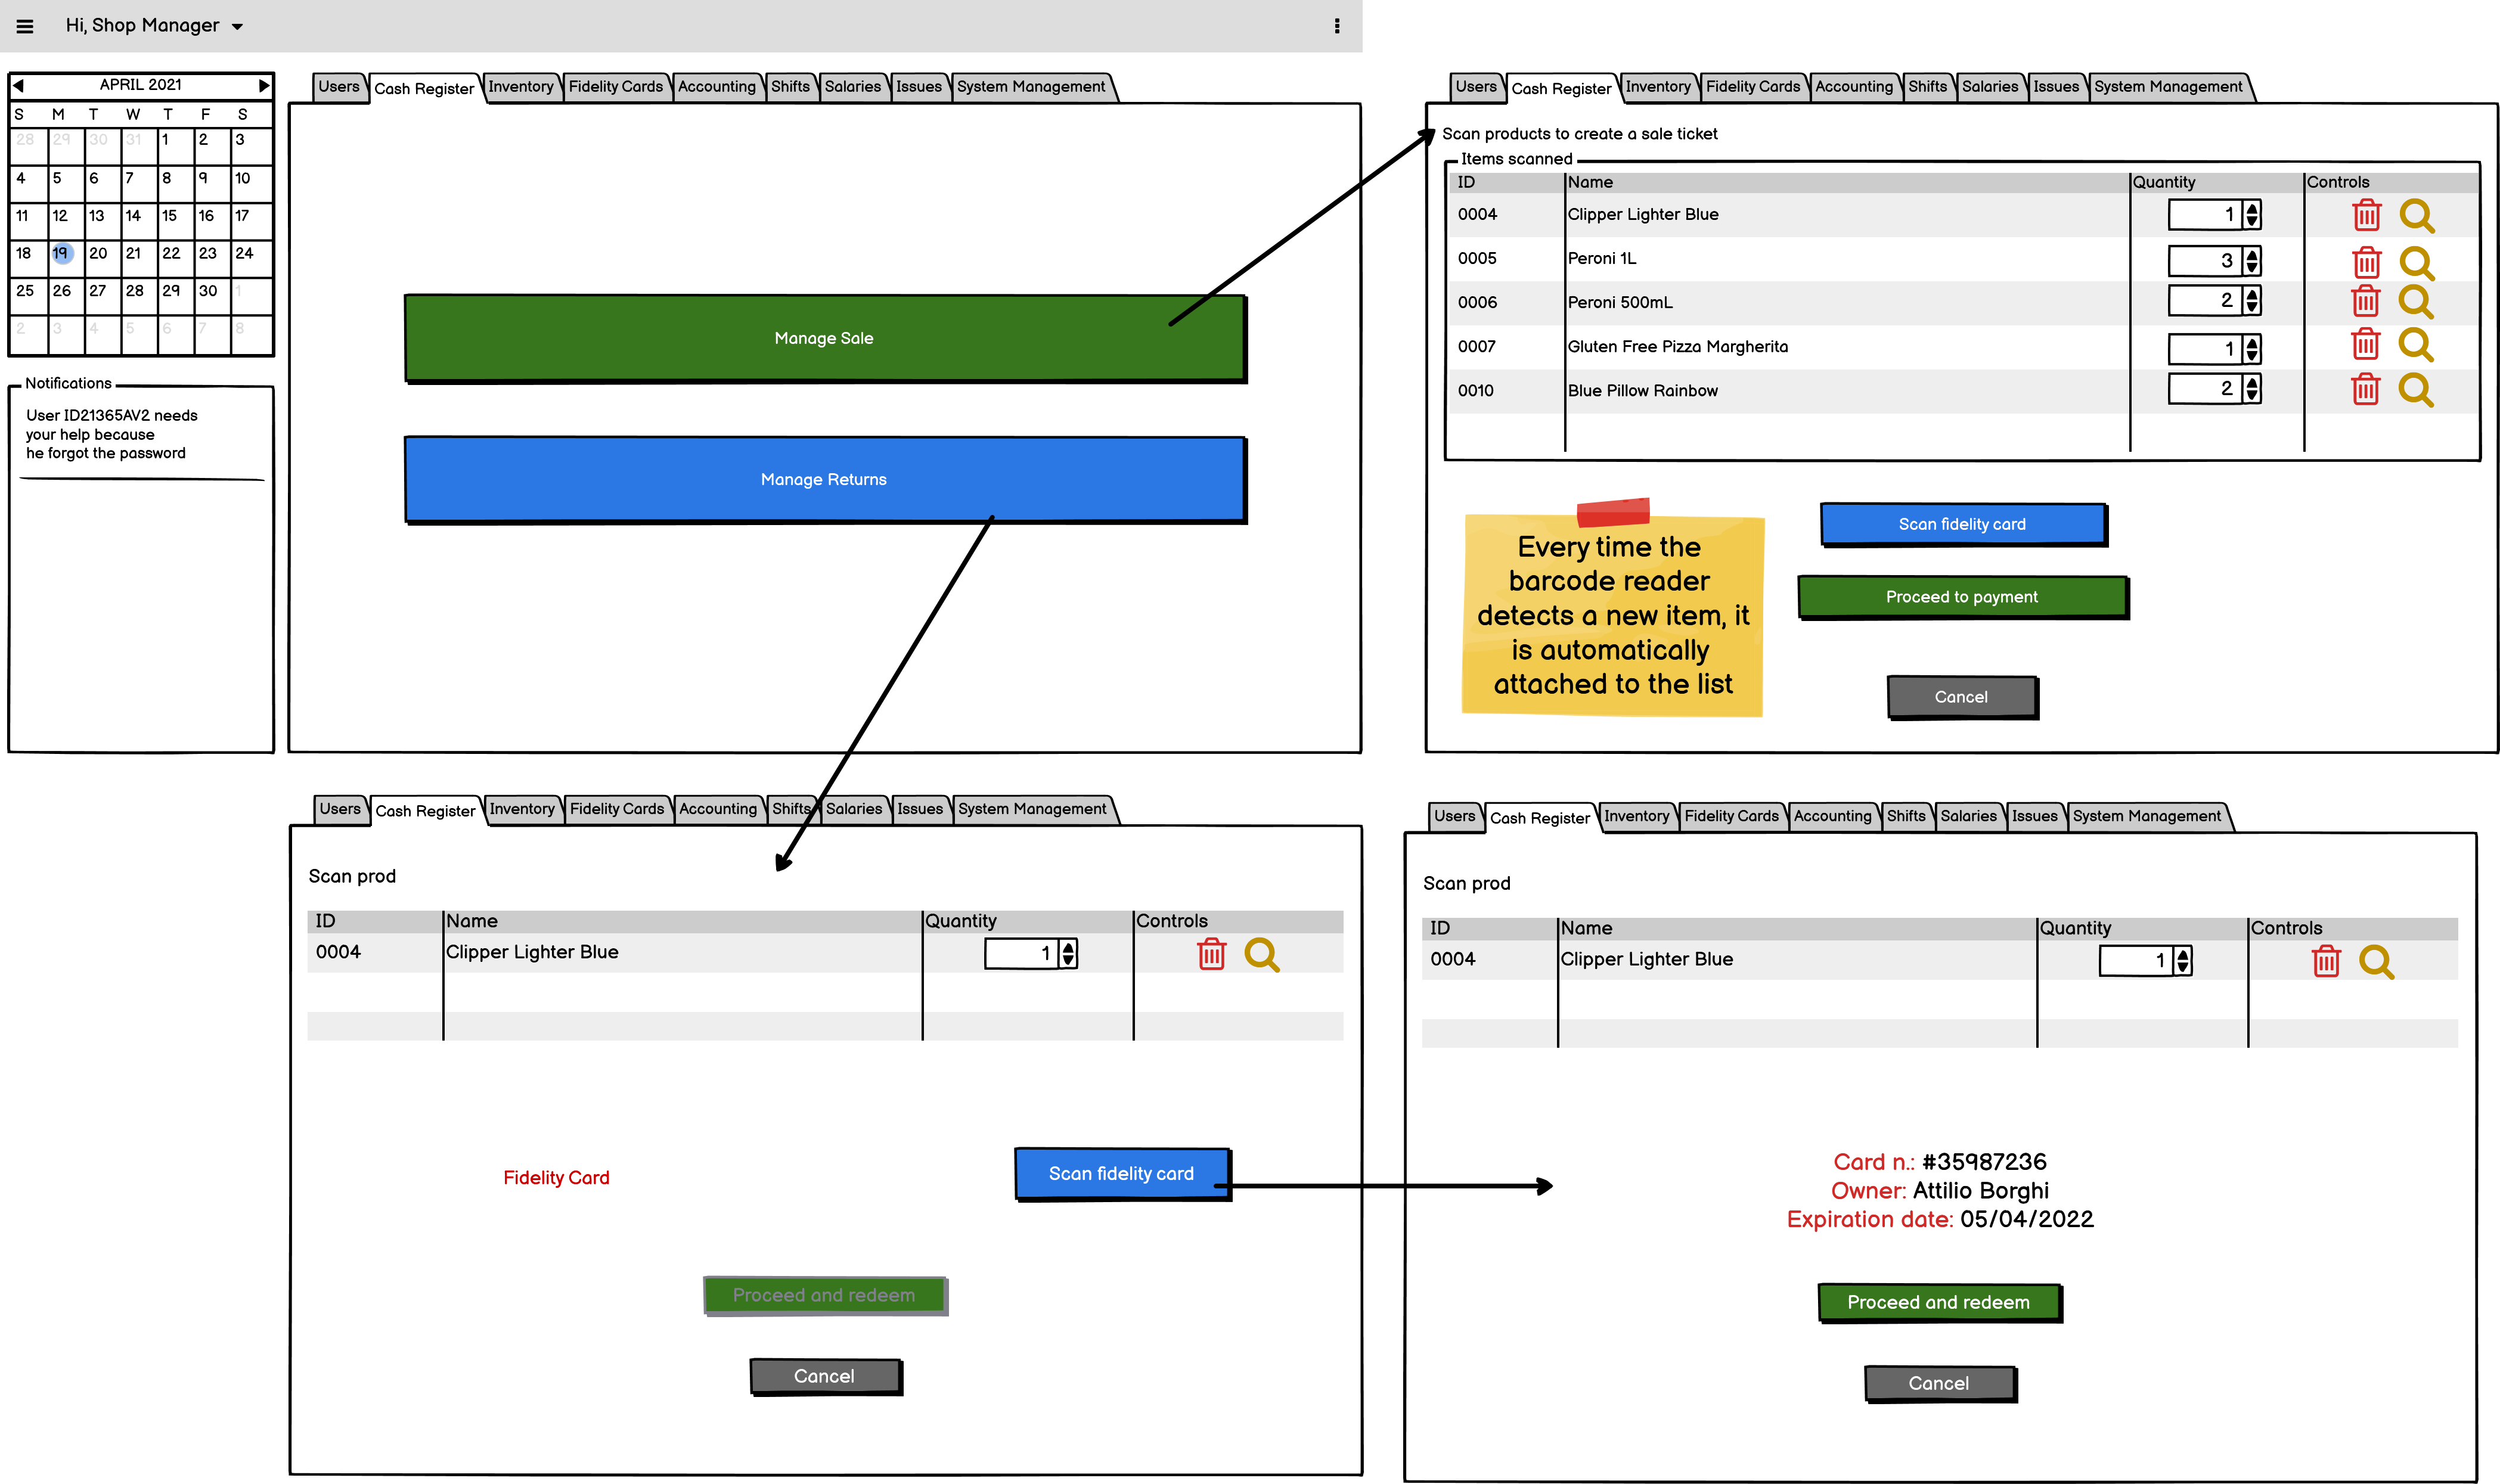 Hi, Shop Manager
APRIL 2021
S M T W T F S
28 29 30 31 1 2 3
4 5 6 7 8 9 10
11 12 13 14 15 16 17
18 19 20 21 22 23 24
25 26 27 28 29 30 1
2 3 4 5 6 7 8
Notifications
User ID21365AV2 needs
your help because
he forgot the password
Users Cash Register Inventory Fidelity Cards Accounting Shifts Salaries Issues System Management
Manage Sale
Manage Returns
Users Cash Register Inventory Fidelity Cards Accounting Shifts Salaries Issues System Management
Scan products to create a sale ticket
Items scanned
ID Name Quantity Controls
0004 Clipper Lighter Blue 1
0005 Peroni 1L 3
0006 Peroni 500mL 2
0007 Gluten Free Pizza Margherita 1
0010 Blue Pillow Rainbow 2
Every time the
barcode reader
detects a new item, it
is automatically
attached to the list
Scan fidelity card
Proceed to payment
Cancel
Users Cash Register Inventory Fidelity Cards Accounting Shifts Salaries Issues System Management
Scan prod
ID Name Quantity Controls
0004 Clipper Lighter Blue 1
Fidelity Card
Scan fidelity card
Proceed and redeem
Cancel
Users Cash Register Inventory Fidelity Cards Accounting Shifts Salaries Issues System Management
Scan prod
ID Name Quantity Controls
0004 Clipper Lighter Blue 1
Card n.: #35987236
Owner: Attilio Borghi
Expiration date: 05/04/2022
Proceed and redeem
Cancel